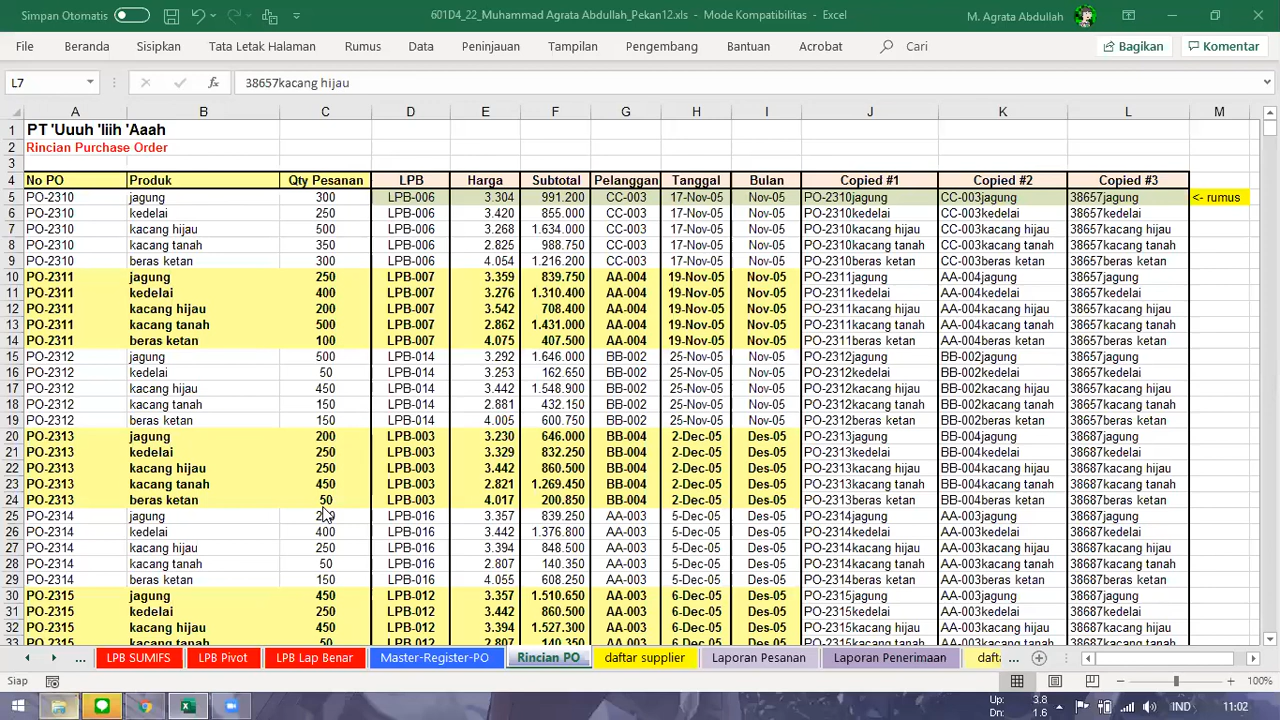 Simpan Otomatis
601D4_22_Muhammad Agrata Abdullah_Pekan12.xls - Mode Kompatibilitas - Excel
M. Agrata Abdullah
File Beranda Sisipkan Tata Letak Halaman Rumus Data Peninjauan Tampilan Pengembang Bantuan Acrobat Cari Bagikan Komentar
L7 fx 38657kacang hijau
A B C D E F G H I J K L M
1 PT 'Uuuh 'Iiih 'Aaah
2 Rincian Purchase Order
3
4 No PO Produk Qty Pesanan LPB Harga Subtotal Pelanggan Tanggal Bulan Copied #1 Copied #2 Copied #3
5 PO-2310 jagung 300 LPB-006 3.304 991.200 CC-003 17-Nov-05 Nov-05 PO-2310jagung CC-003jagung 38657jagung <- rumus
6 PO-2310 kedelai 250 LPB-006 3.420 855.000 CC-003 17-Nov-05 Nov-05 PO-2310kedelai CC-003kedelai 38657kedelai
7 PO-2310 kacang hijau 500 LPB-006 3.268 1.634.000 CC-003 17-Nov-05 Nov-05 PO-2310kacang hijau CC-003kacang hijau 38657kacang hijau
8 PO-2310 kacang tanah 350 LPB-006 2.825 988.750 CC-003 17-Nov-05 Nov-05 PO-2310kacang tanah CC-003kacang tanah 38657kacang tanah
9 PO-2310 beras ketan 300 LPB-006 4.054 1.216.200 CC-003 17-Nov-05 Nov-05 PO-2310beras ketan CC-003beras ketan 38657beras ketan
10 PO-2311 jagung 250 LPB-007 3.359 839.750 AA-004 19-Nov-05 Nov-05 PO-2311jagung AA-004jagung 38657jagung
11 PO-2311 kedelai 400 LPB-007 3.276 1.310.400 AA-004 19-Nov-05 Nov-05 PO-2311kedelai AA-004kedelai 38657kedelai
12 PO-2311 kacang hijau 200 LPB-007 3.542 708.400 AA-004 19-Nov-05 Nov-05 PO-2311kacang hijau AA-004kacang hijau 38657kacang hijau
13 PO-2311 kacang tanah 500 LPB-007 2.862 1.431.000 AA-004 19-Nov-05 Nov-05 PO-2311kacang tanah AA-004kacang tanah 38657kacang tanah
14 PO-2311 beras ketan 100 LPB-007 4.075 407.500 AA-004 19-Nov-05 Nov-05 PO-2311beras ketan AA-004beras ketan 38657beras ketan
15 PO-2312 jagung 500 LPB-014 3.292 1.646.000 BB-002 25-Nov-05 Nov-05 PO-2312jagung BB-002jagung 38657jagung
16 PO-2312 kedelai 50 LPB-014 3.253 162.650 BB-002 25-Nov-05 Nov-05 PO-2312kedelai BB-002kedelai 38657kedelai
17 PO-2312 kacang hijau 450 LPB-014 3.442 1.548.900 BB-002 25-Nov-05 Nov-05 PO-2312kacang hijau BB-002kacang hijau 38657kacang hijau
18 PO-2312 kacang tanah 150 LPB-014 2.881 432.150 BB-002 25-Nov-05 Nov-05 PO-2312kacang tanah BB-002kacang tanah 38657kacang tanah
19 PO-2312 beras ketan 150 LPB-014 4.005 600.750 BB-002 25-Nov-05 Nov-05 PO-2312beras ketan BB-002beras ketan 38657beras ketan
20 PO-2313 jagung 200 LPB-003 3.230 646.000 BB-004 2-Dec-05 Des-05 PO-2313jagung BB-004jagung 38687jagung
21 PO-2313 kedelai 250 LPB-003 3.329 832.250 BB-004 2-Dec-05 Des-05 PO-2313kedelai BB-004kedelai 38687kedelai
22 PO-2313 kacang hijau 250 LPB-003 3.442 860.500 BB-004 2-Dec-05 Des-05 PO-2313kacang hijau BB-004kacang hijau 38687kacang hijau
23 PO-2313 kacang tanah 450 LPB-003 2.821 1.269.450 BB-004 2-Dec-05 Des-05 PO-2313kacang tanah BB-004kacang tanah 38687kacang tanah
24 PO-2313 beras ketan 50 LPB-003 4.017 200.850 BB-004 2-Dec-05 Des-05 PO-2313beras ketan BB-004beras ketan 38687beras ketan
25 PO-2314 jagung LPB-016 3.357 839.250 AA-003 5-Dec-05 Des-05 PO-2314jagung AA-003jagung 38687jagung
26 PO-2314 kedelai 400 LPB-016 3.442 1.376.800 AA-003 5-Dec-05 Des-05 PO-2314kedelai AA-003kedelai 38687kedelai
27 PO-2314 kacang hijau 250 LPB-016 3.394 848.500 AA-003 5-Dec-05 Des-05 PO-2314kacang hijau AA-003kacang hijau 38687kacang hijau
28 PO-2314 kacang tanah 50 LPB-016 2.807 140.350 AA-003 5-Dec-05 Des-05 PO-2314kacang tanah AA-003kacang tanah 38687kacang tanah
29 PO-2314 beras ketan 150 LPB-016 4.055 608.250 AA-003 5-Dec-05 Des-05 PO-2314beras ketan AA-003beras ketan 38687beras ketan
30 PO-2315 jagung 450 LPB-012 3.357 1.510.650 AA-003 6-Dec-05 Des-05 PO-2315jagung AA-003jagung 38687jagung
31 PO-2315 kedelai 250 LPB-012 3.442 860.500 AA-003 6-Dec-05 Des-05 PO-2315kedelai AA-003kedelai 38687kedelai
32 PO-2315 kacang hijau 450 LPB-012 3.394 1.527.300 AA-003 6-Dec-05 Des-05 PO-2315kacang hijau AA-003kacang hijau 38687kacang hijau
33 PO-2315 kacang tanah 50 LPB-012 2.807 140.350 AA-003 6-Dec-05 Des-05 PO-2315kacang tanah AA-003kacang tanah 38687kacang tanah
... LPB SUMIFS LPB Pivot LPB Lap Benar Master-Register-PO Rincian PO daftar supplier Laporan Pesanan Laporan Penerimaan ...
Siap 100%
Up: 3.8
Dn: 1.6
IND 11:02